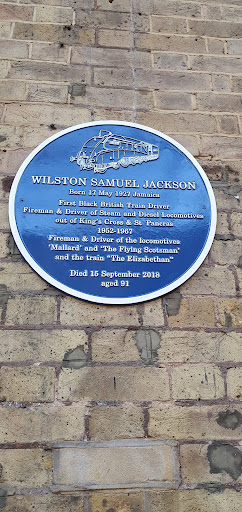 WILSTON SAMUEL JACKSON
Born 17 May 1927 Jamaica
First Black British Train Driver
Fireman & Driver of Steam and Diesel Locomotives
out of King's Cross & St. Pancras
1952-1967
Fireman & Driver of the locomotives
'Mallard' and 'The Flying Scotsman'
and the train "The Elizabethan"
Died 15 September 2018
aged 91